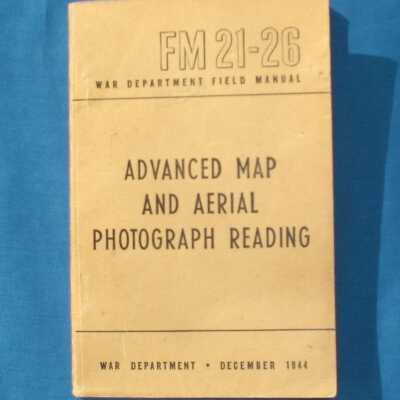 FM 21-26
WAR DEPARTMENT FIELD MANUAL
ADVANCED MAP
AND AERIAL
PHOTOGRAPH READING
WAR DEPARTMENT • DECEMBER 1944